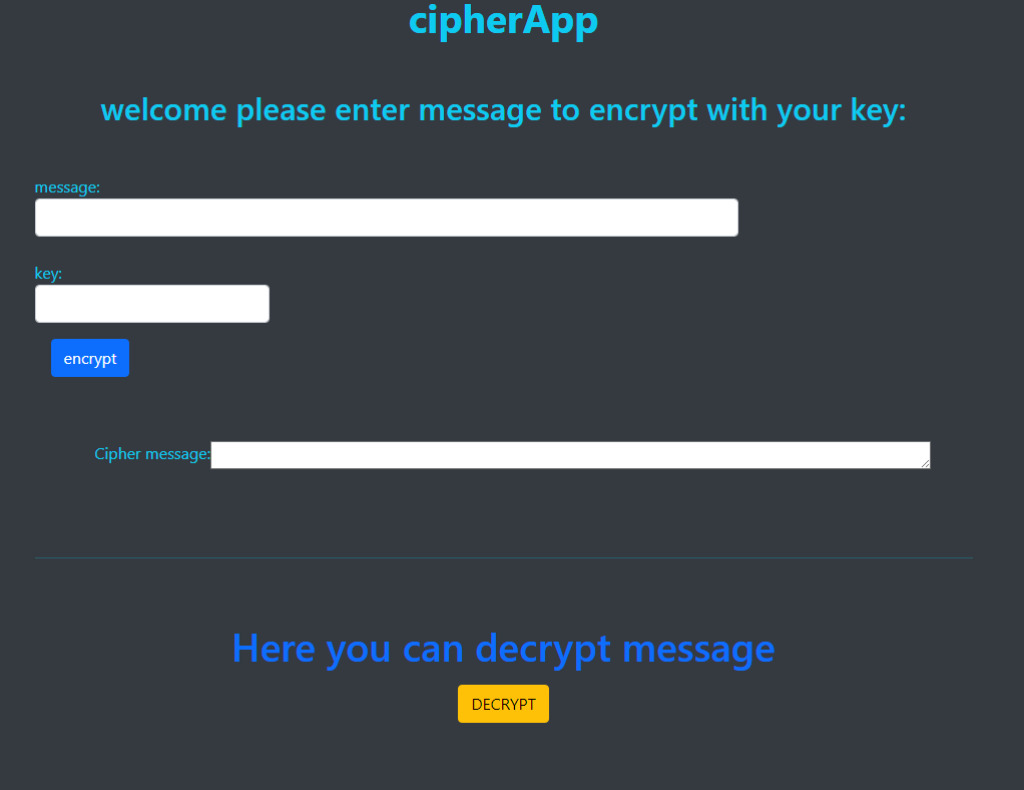 cipherApp
welcome please enter message to encrypt with your key:
message:
key:
encrypt
Cipher message:
Here you can decrypt message
DECRYPT